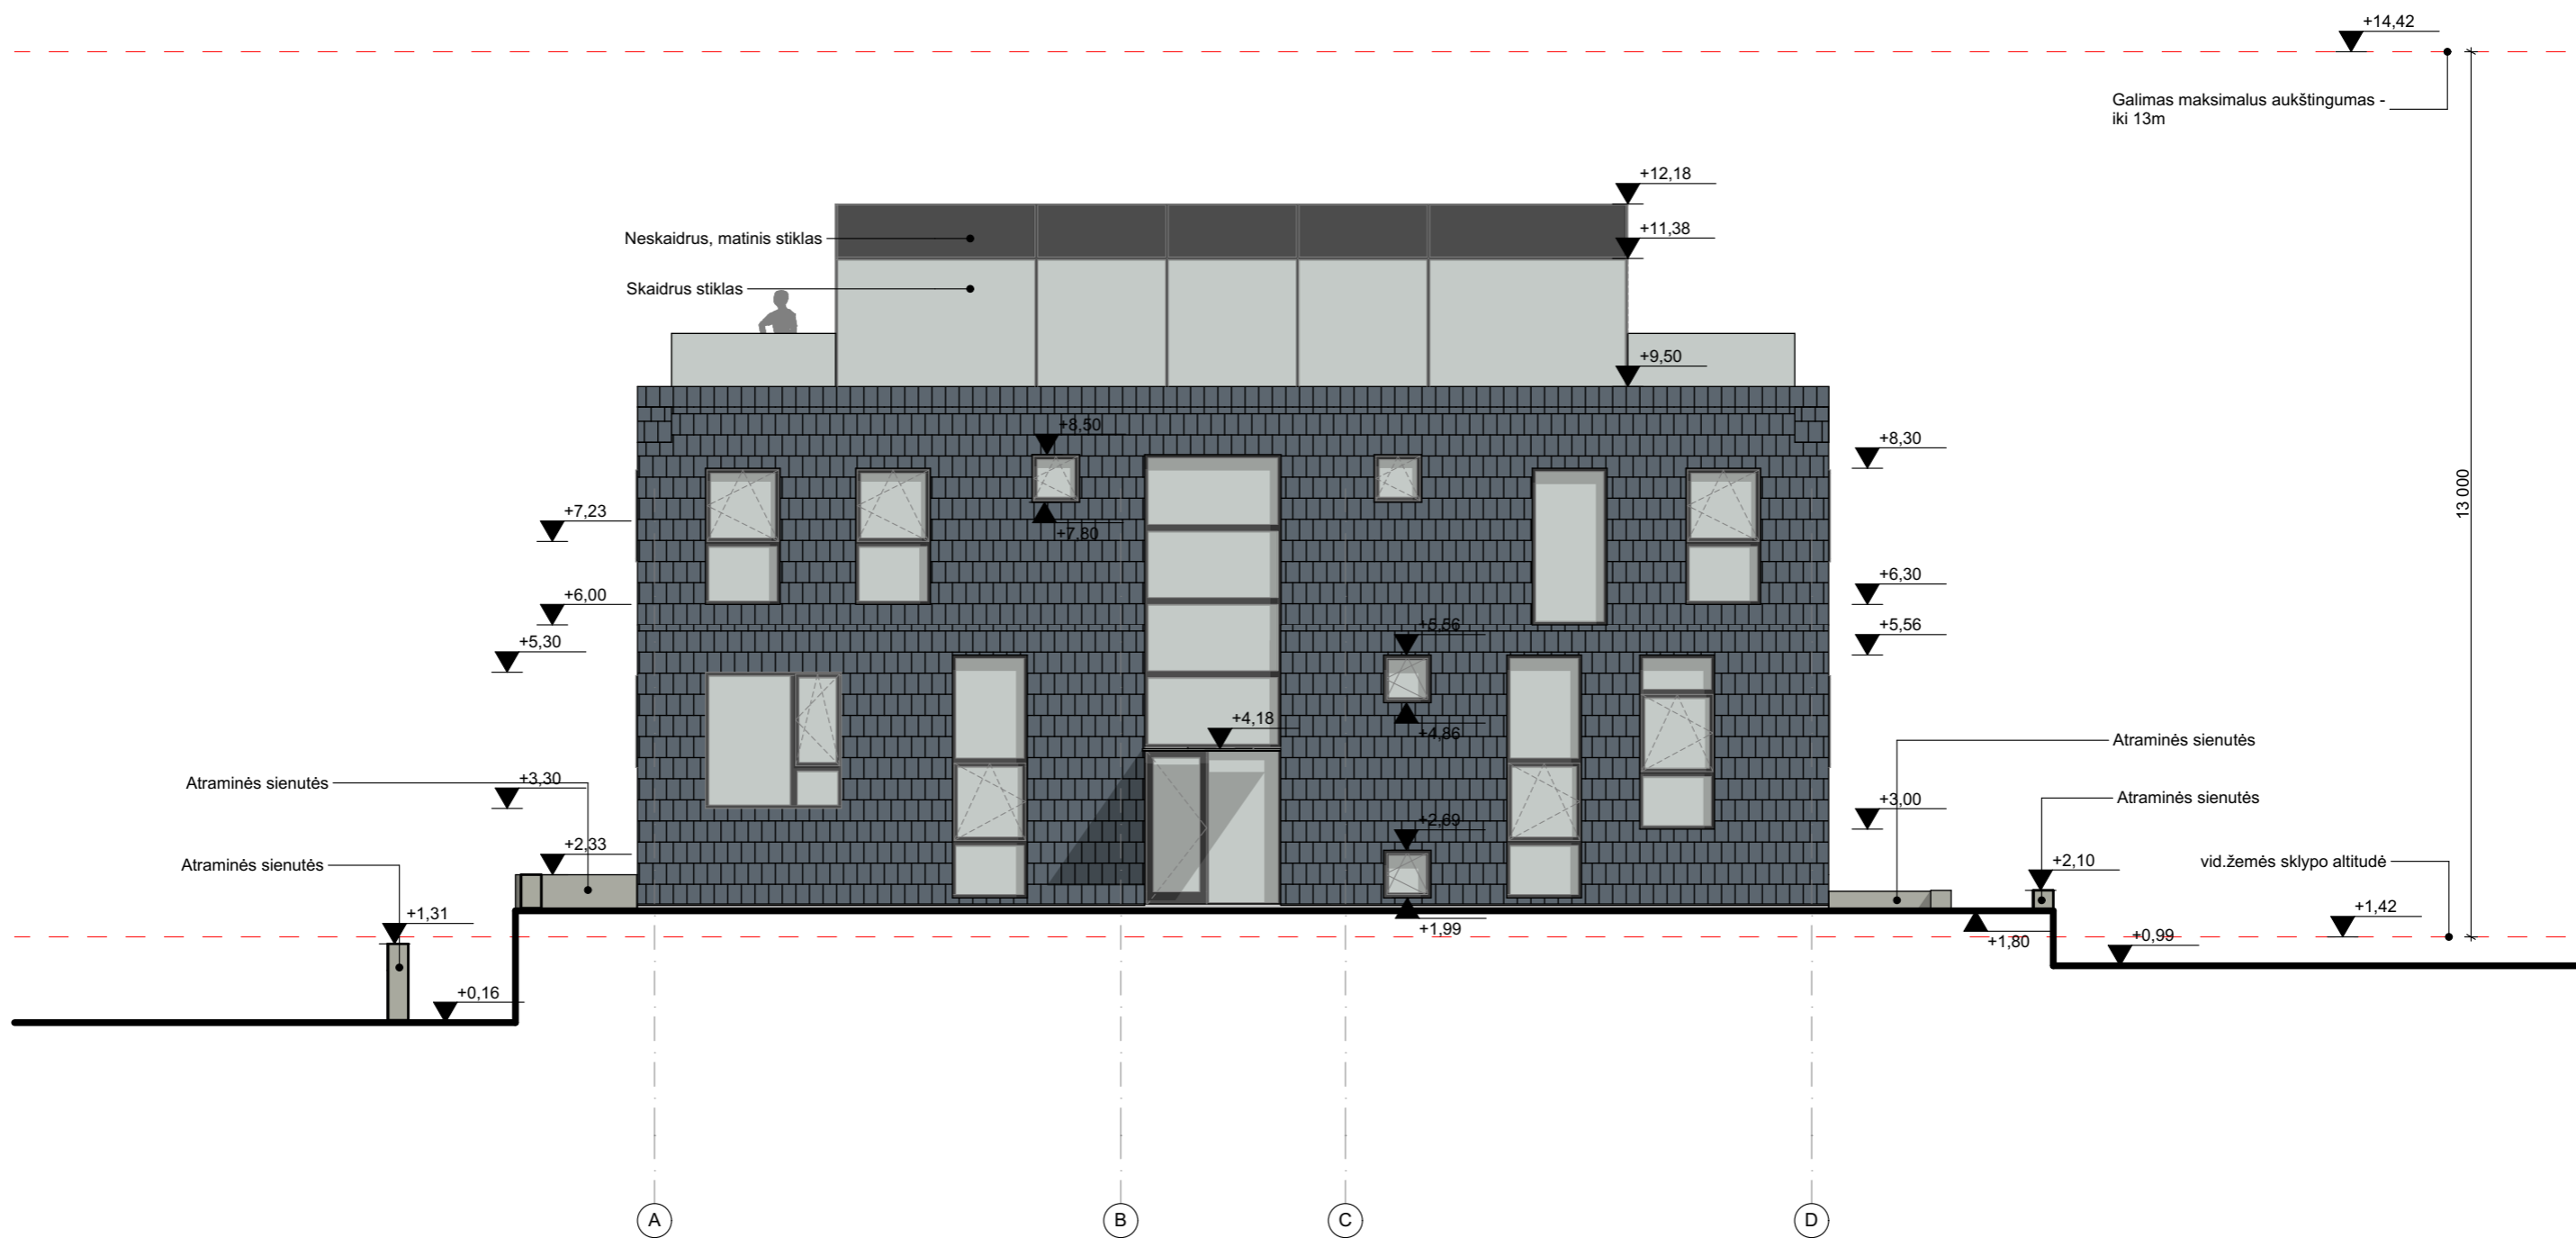 +14,42
Galimas maksimalus aukštingumas -
iki 13m
+12,18
Neskaidrus, matinis stiklas
+11,38
Skaidrus stiklas
+9,50
+8,50
+8,30
13 000
+7,23
+7,80
+6,00
+6,30
+5,30
+5,56
+5,56
+4,18
+4,86
Atraminės sienutės
Atraminės sienutės
+3,30
Atraminės sienutės
+3,00
+2,69
+2,33
Atraminės sienutės
+2,10
vid.žemės sklypo altitudė
+1,31
+1,42
+1,99
+1,80
+0,99
+0,16
A
B
C
D